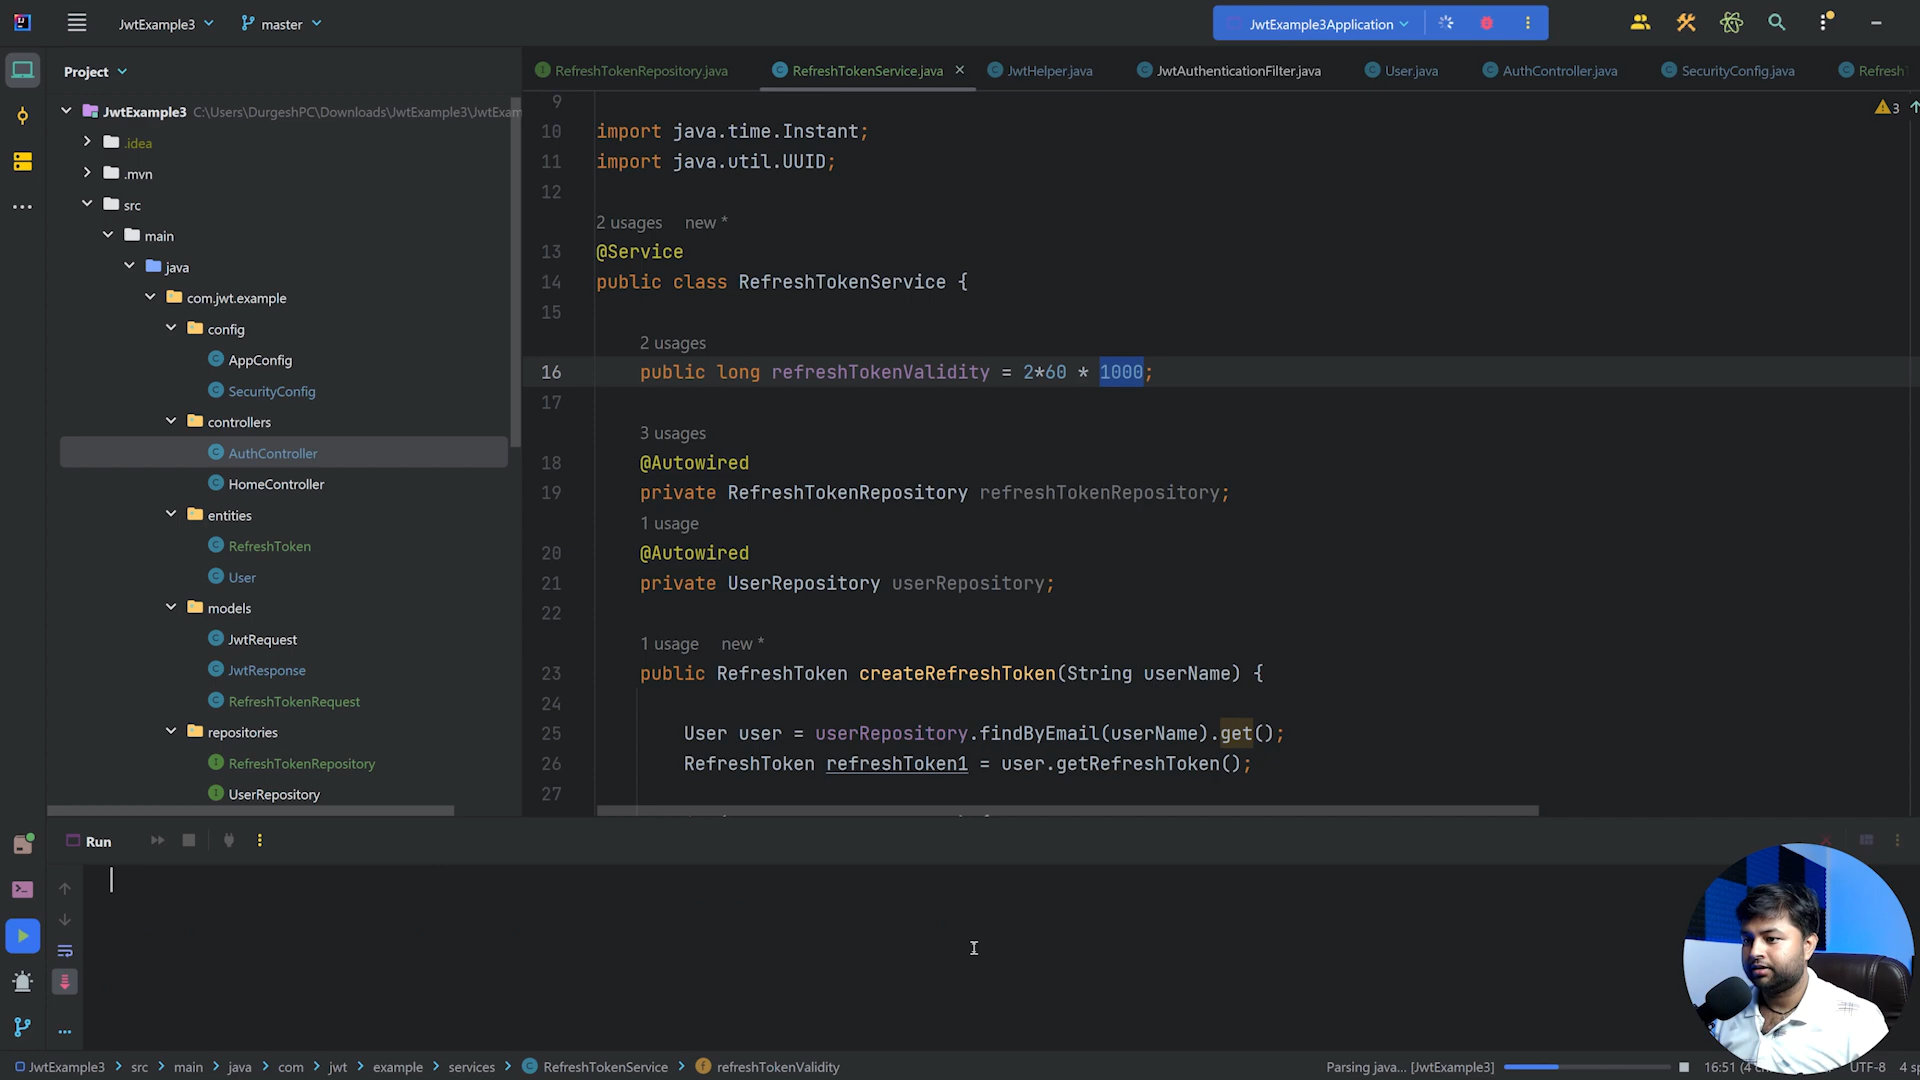 JwtExample3
master
JwtExample3Application
Project
RefreshTokenRepository.java
RefreshTokenService.java
JwtHelper.java
JwtAuthenticationFilter.java
User.java
AuthController.java
SecurityConfig.java
Refresh
JwtExample3 C:\Users\DurgeshPC\Downloads\JwtExample3\JwtExam
.idea
.mvn
src
main
java
com.jwt.example
config
AppConfig
SecurityConfig
controllers
AuthController
HomeController
entities
RefreshToken
User
models
JwtRequest
JwtResponse
RefreshTokenRequest
repositories
RefreshTokenRepository
UserRepository
3
9
10 import java.time.Instant;
11 import java.util.UUID;
12
2 usages new *
13 @Service
14 public class RefreshTokenService {
15
2 usages
16 public long refreshTokenValidity = 2*60 * 1000;
17
3 usages
18 @Autowired
19 private RefreshTokenRepository refreshTokenRepository;
1 usage
20 @Autowired
21 private UserRepository userRepository;
22
1 usage new *
23 public RefreshToken createRefreshToken(String userName) {
24
25 User user = userRepository.findByEmail(userName).get();
26 RefreshToken refreshToken1 = user.getRefreshToken();
27
Run
JwtExample3 > src > main > java > com > jwt > example > services > RefreshTokenService > refreshTokenValidity
Parsing java... [JwtExample3]
16:51 (4 c
UTF-8
4 sp